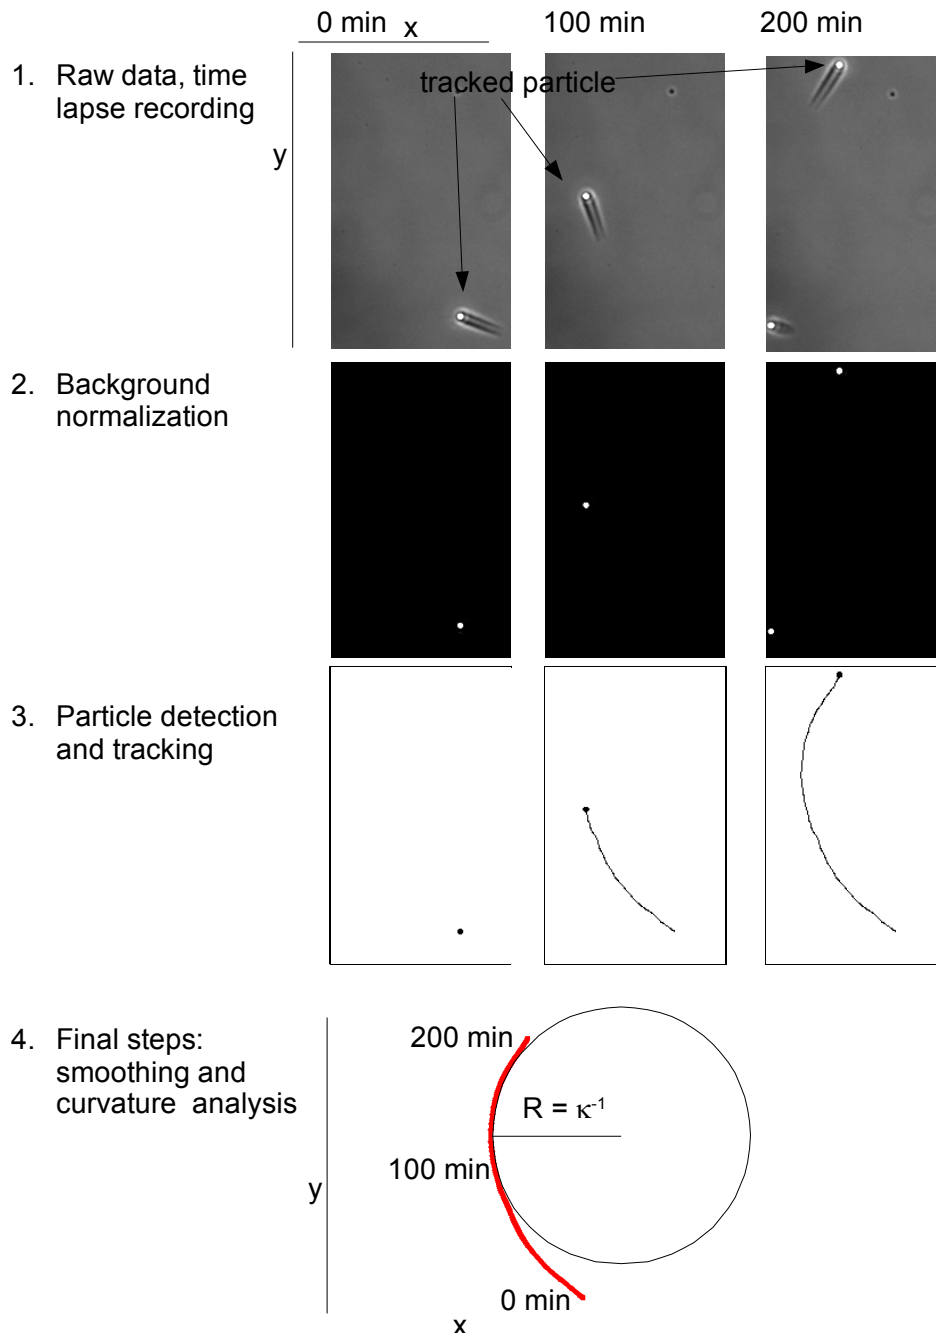 0 min x 100 min 200 min
1. Raw data, time
lapse recording
tracked particle
y
2. Background
normalization
3. Particle detection
and tracking
4. Final steps:
smoothing and
curvature analysis
200 min
R = κ⁻¹
100 min
y
0 min
x